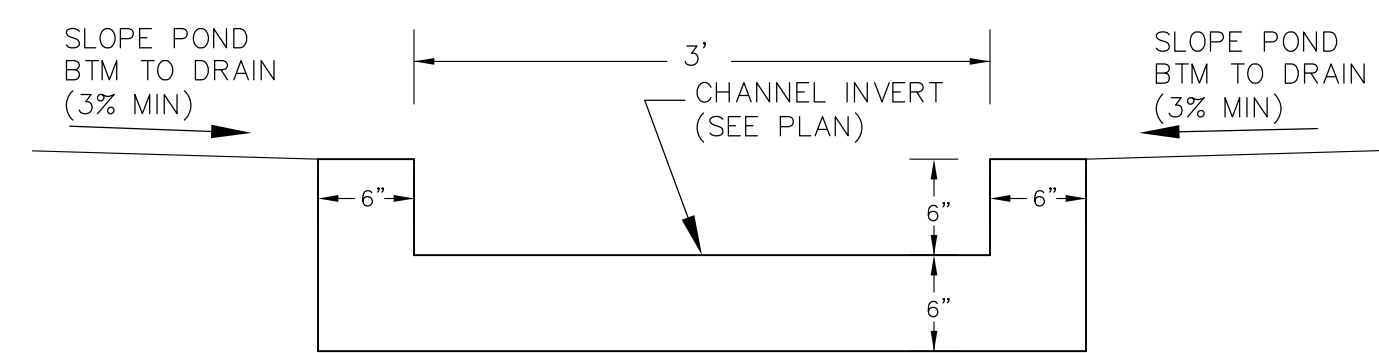 SLOPE POND
BTM TO DRAIN
(3% MIN)
3'
CHANNEL INVERT
(SEE PLAN)
SLOPE POND
BTM TO DRAIN
(3% MIN)
6"
6"
6"
6"